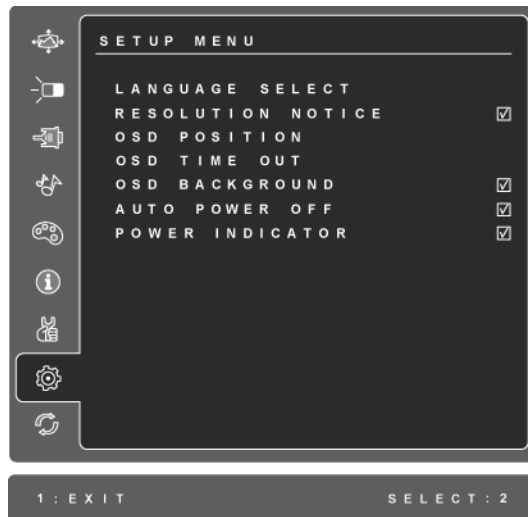 SETUP MENU
LANGUAGE SELECT
RESOLUTION NOTICE ☑
OSD POSITION
OSD TIME OUT
OSD BACKGROUND ☑
AUTO POWER OFF ☑
POWER INDICATOR ☑
1:EXIT SELECT:2